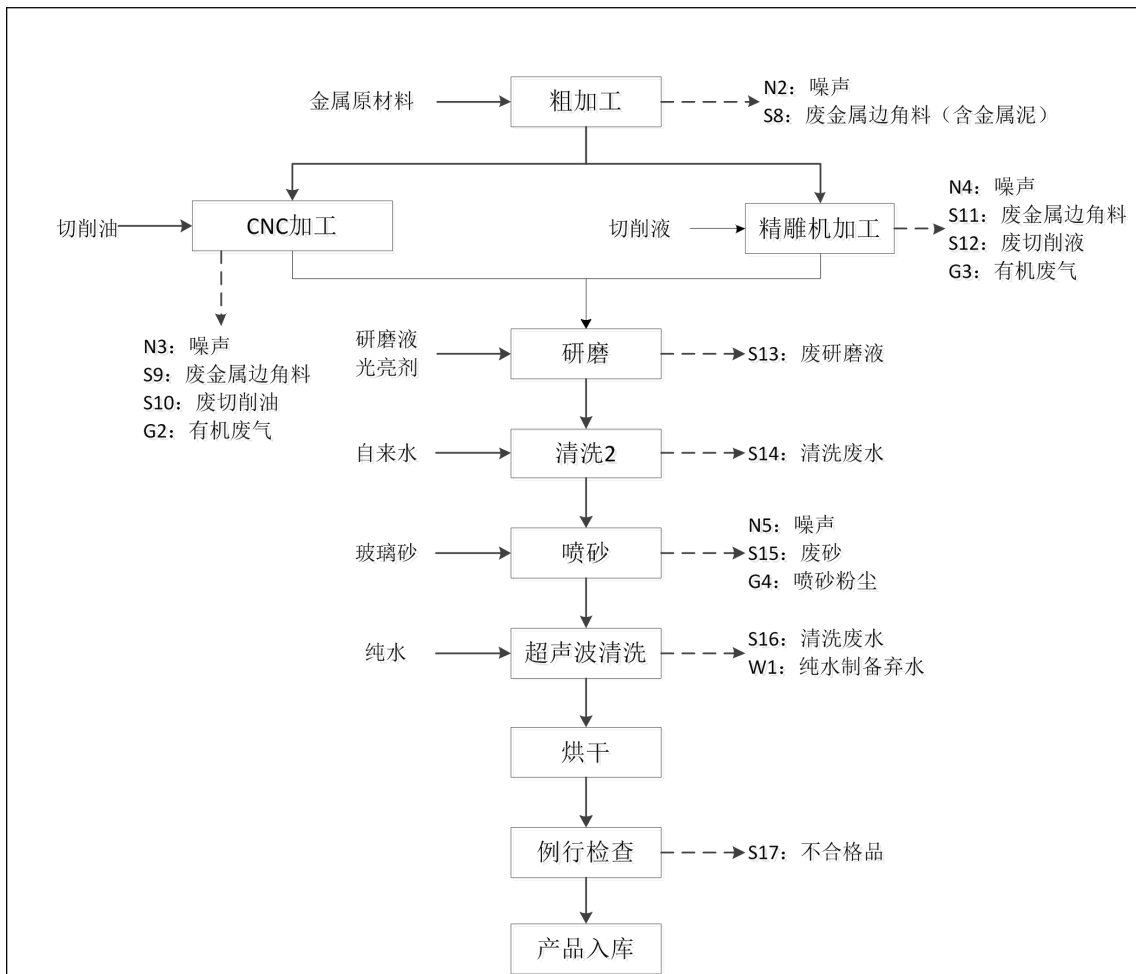 金属原材料
粗加工
N2：噪声
S8：废金属边角料（含金属泥）
切削油
CNC加工
切削液
精雕机加工
N4：噪声
S11：废金属边角料
S12：废切削液
G3：有机废气
N3：噪声
S9：废金属边角料
S10：废切削油
G2：有机废气
研磨液
光亮剂
研磨
S13：废研磨液
自来水
清洗2
S14：清洗废水
玻璃砂
喷砂
N5：噪声
S15：废砂
G4：喷砂粉尘
纯水
超声波清洗
S16：清洗废水
W1：纯水制备弃水
烘干
例行检查
S17：不合格品
产品入库